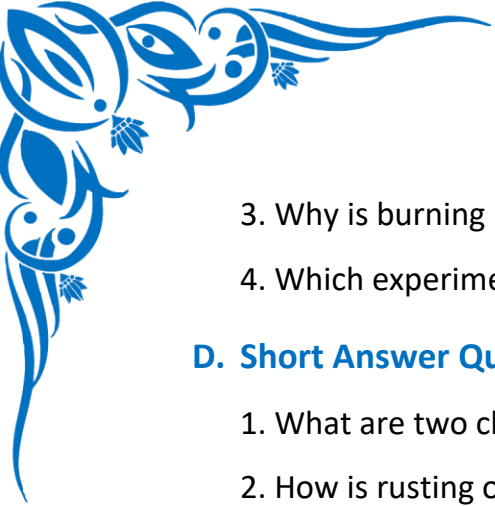 3. Why is burning
4. Which experime
D. Short Answer Qu
1. What are two c
2. How is rusting o